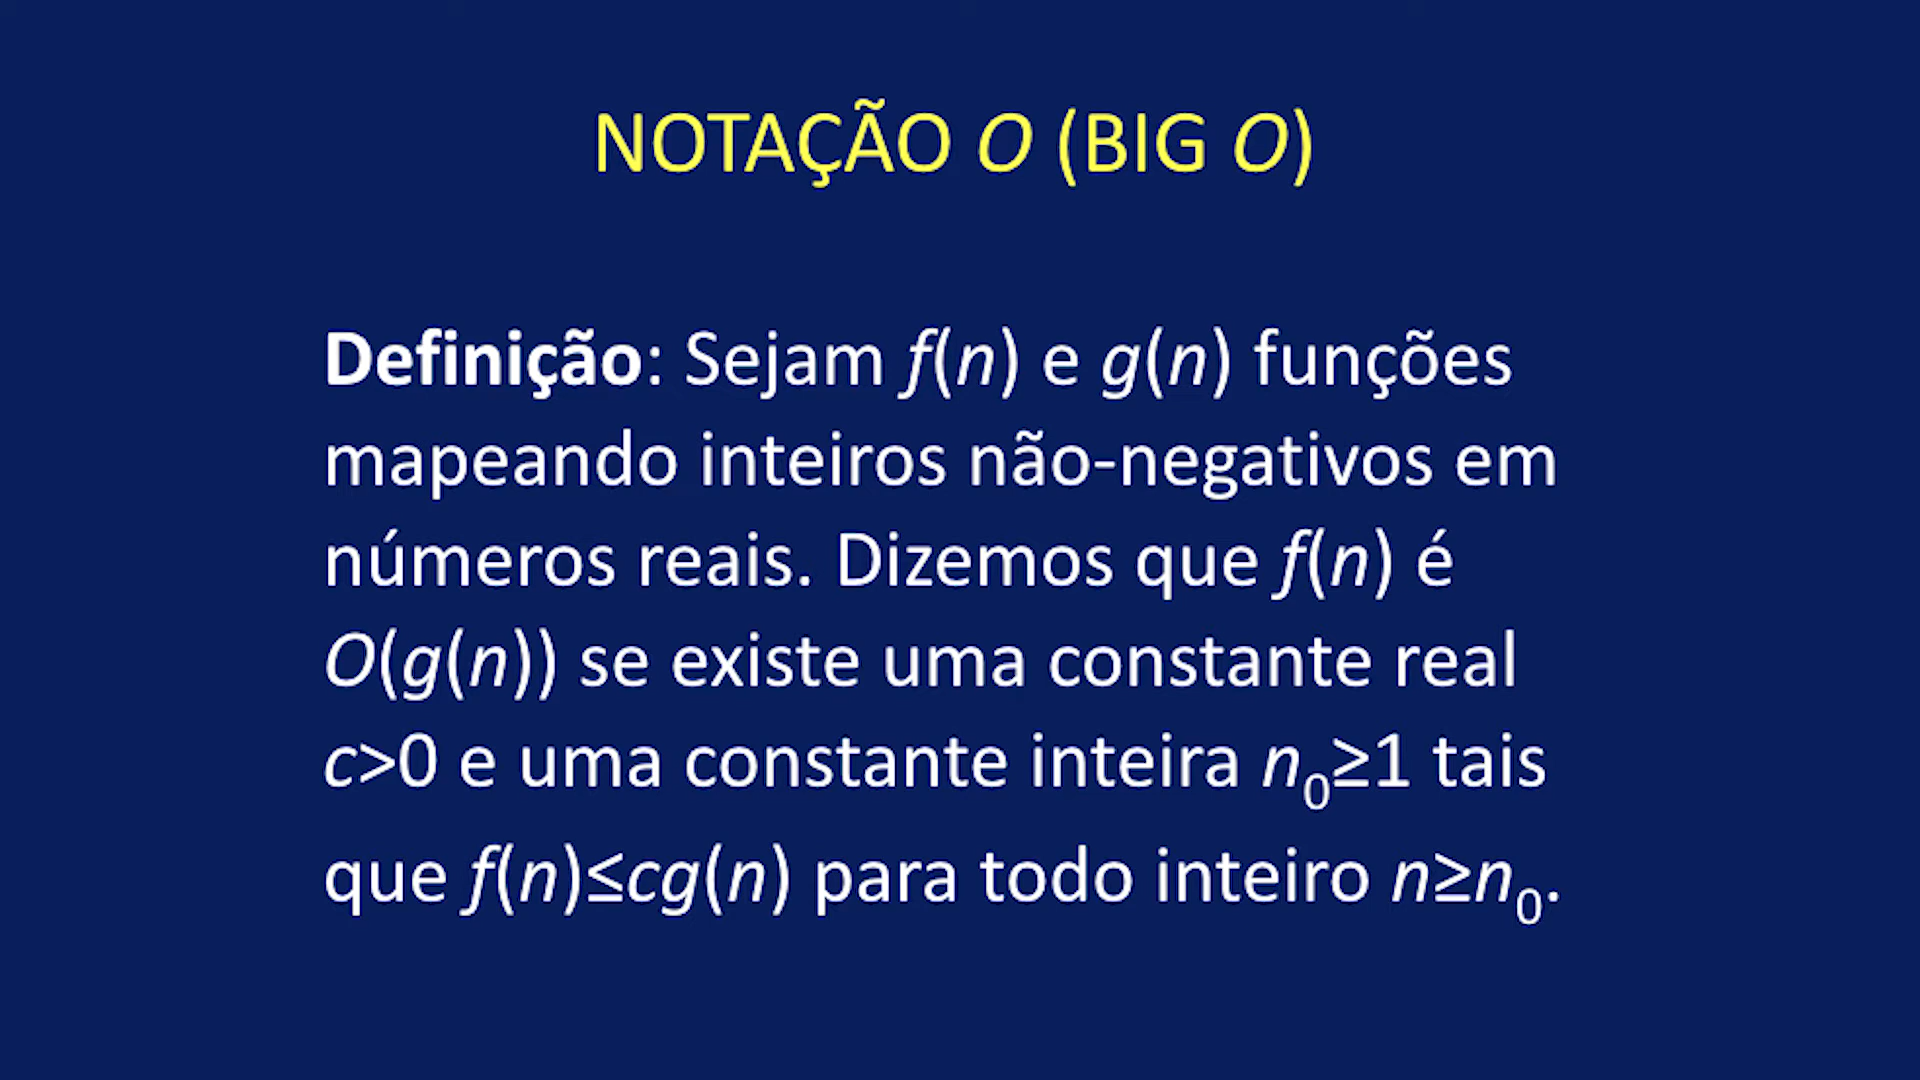 NOTAÇÃO O (BIG O)
Definição: Sejam f(n) e g(n) funções
mapeando inteiros não-negativos em
números reais. Dizemos que f(n) é
O(g(n)) se existe uma constante real
c>0 e uma constante inteira n₀≥1 tais
que f(n)≤cg(n) para todo inteiro n≥n₀.